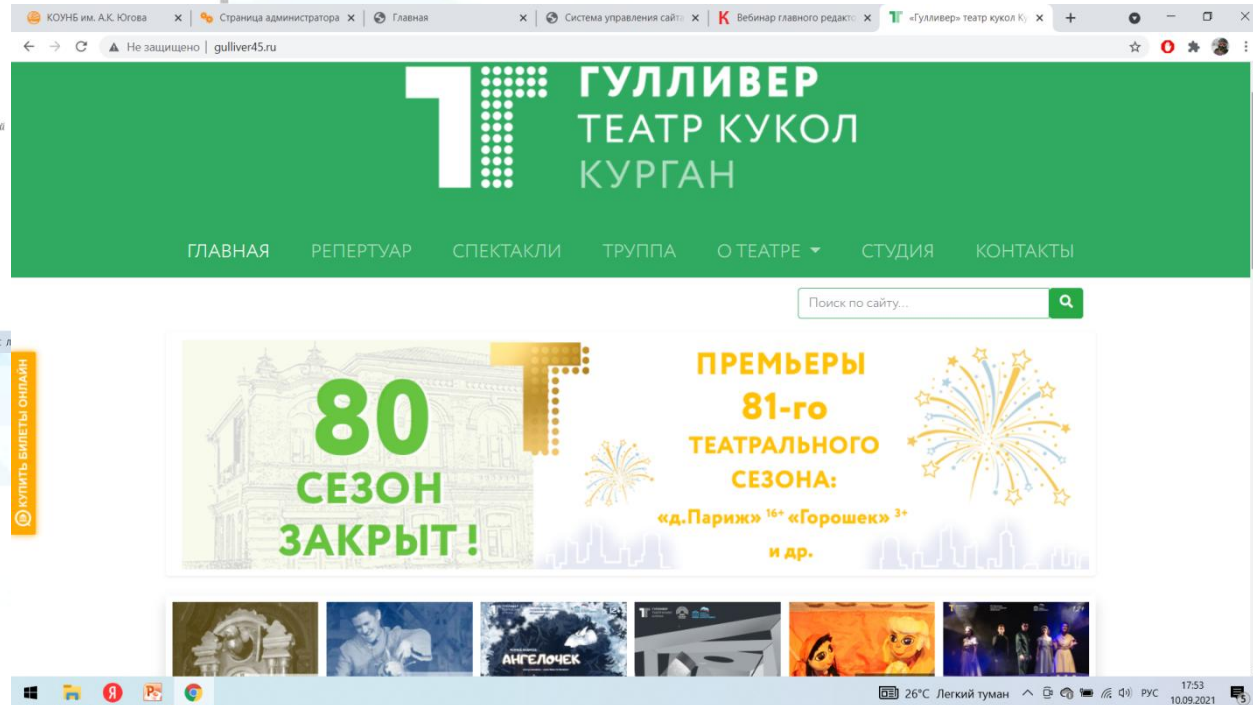 КОУНБ им. А.К. Югова
Страница администратора
Главная
Система управления сайта
Вебинар главного редакто
«Гулливер» театр кукол Ку
Не защищено | gulliver45.ru
ГУЛЛИВЕР
ТЕАТР КУКОЛ
КУРГАН
ГЛАВНАЯ РЕПЕРТУАР СПЕКТАКЛИ ТРУППА О ТЕАТРЕ СТУДИЯ КОНТАКТЫ
Поиск по сайту...
КУПИТЬ БИЛЕТЫ ОНЛАЙН
80
СЕЗОН
ЗАКРЫТ!
ПРЕМЬЕРЫ
81-го
ТЕАТРАЛЬНОГО
СЕЗОНА:
«д.Париж» 16+ «Горошек» 3+
и др.
АНГЕЛОЧЕК
26°C Легкий туман
РУС
17:53
10.09.2021
5